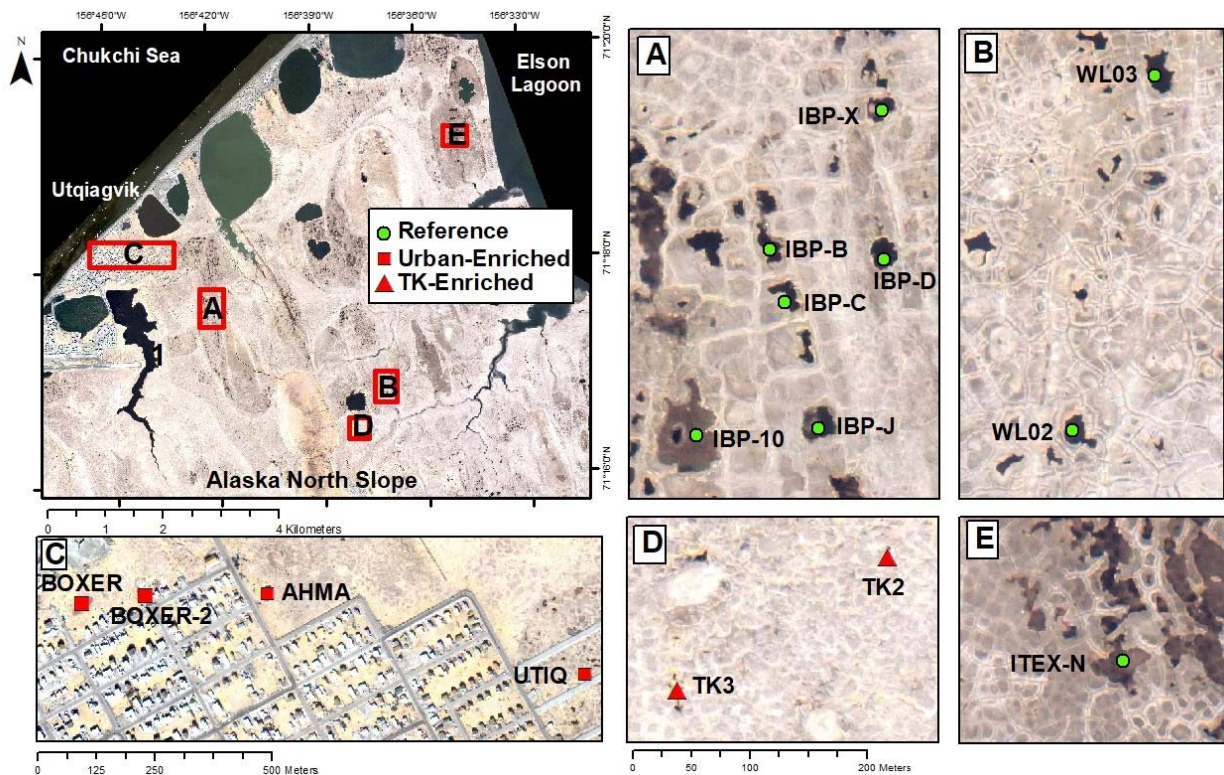 156°45'0"W
156°42'0"W
156°39'0"W
156°36'0"W
156°33'0"W
N
Chukchi Sea
Elson
Lagoon
71°20'0"N
E
Utqiagvik
Reference
Urban-Enriched
TK-Enriched
C
71°18'0"N
A
1
B
D
71°16'0"N
Alaska North Slope
0 2 4 Kilometers
A
IBP-X
IBP-B
IBP-D
IBP-C
IBP-10
IBP-J
B
WL03
WL02
C
BOXER
BOXER-2
AHMA
UTIQ
0 125 250 500 Meters
D
TK2
TK3
0 50 100 200 Meters
E
ITEX-N